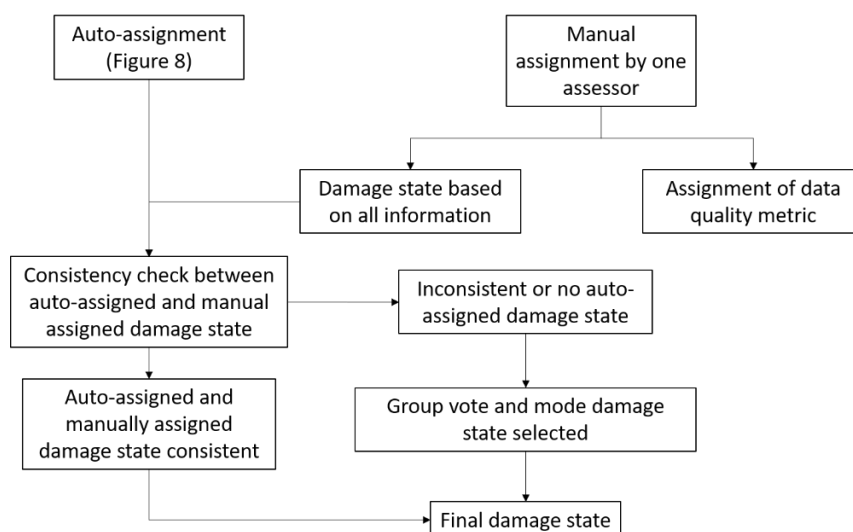 Auto-assignment
(Figure 8)
Manual
assignment by one
assessor
Damage state based
on all information
Assignment of data
quality metric
Consistency check between
auto-assigned and manual
assigned damage state
Inconsistent or no auto-
assigned damage state
Auto-assigned and
manually assigned
damage state consistent
Group vote and mode damage
state selected
Final damage state